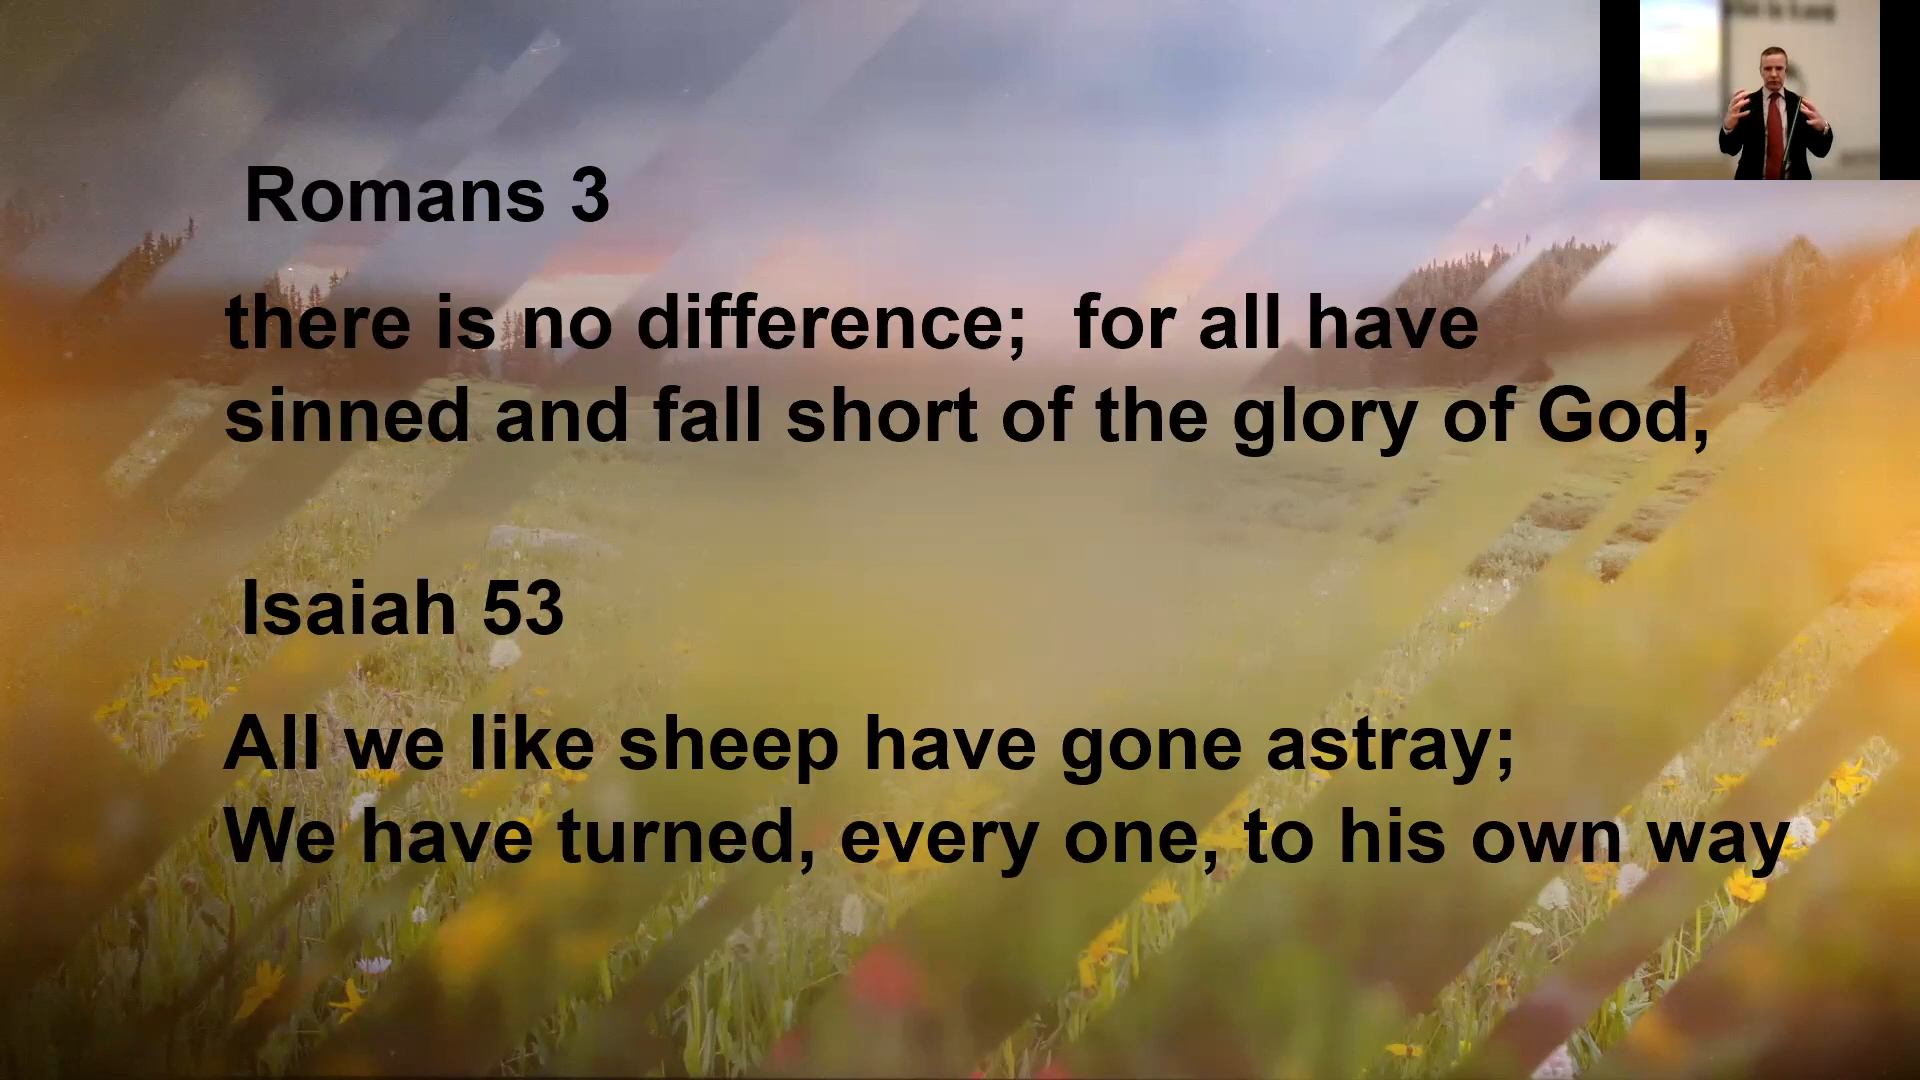 Romans 3
there is no difference; for all have
sinned and fall short of the glory of God,
Isaiah 53
All we like sheep have gone astray;
We have turned, every one, to his own way